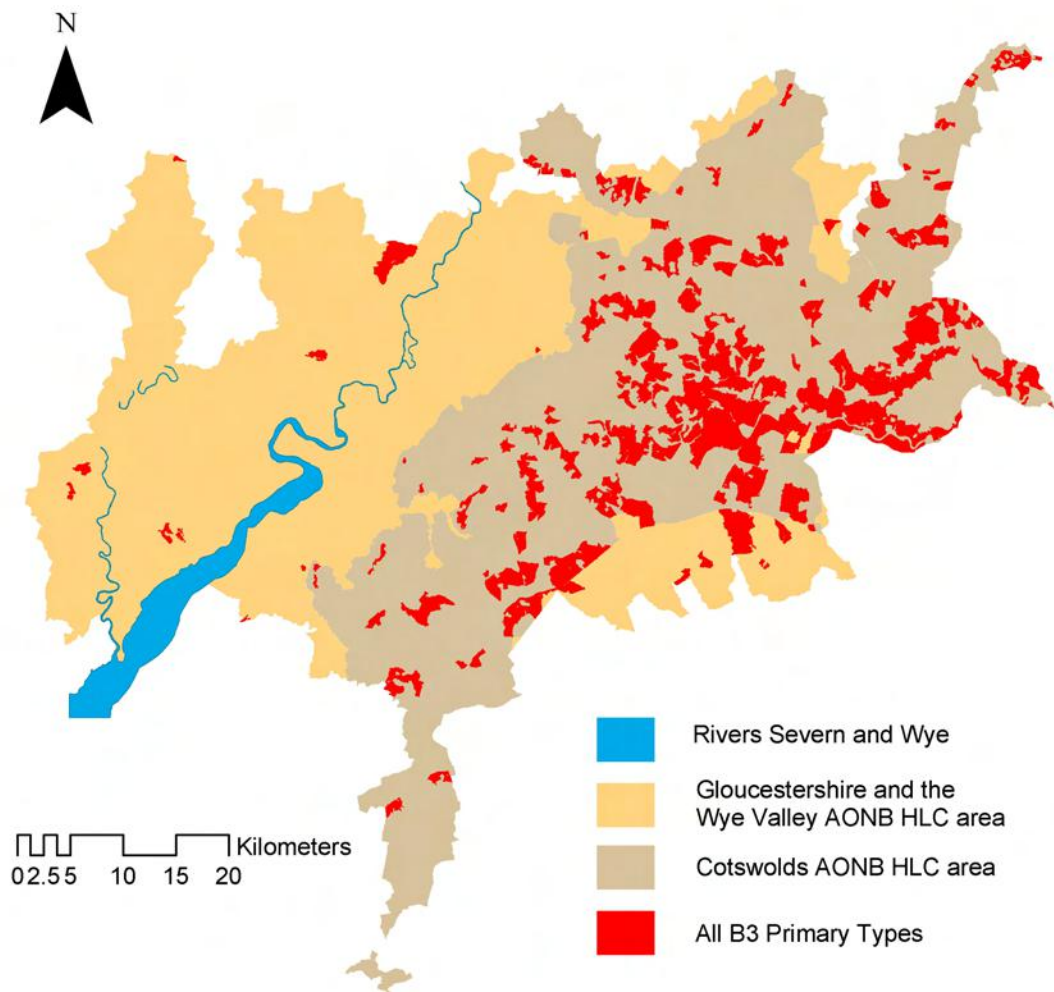 N
Rivers Severn and Wye
Gloucestershire and the
Wye Valley AONB HLC area
Cotswolds AONB HLC area
All B3 Primary Types
Kilometers
0 2.5 5 10 15 20